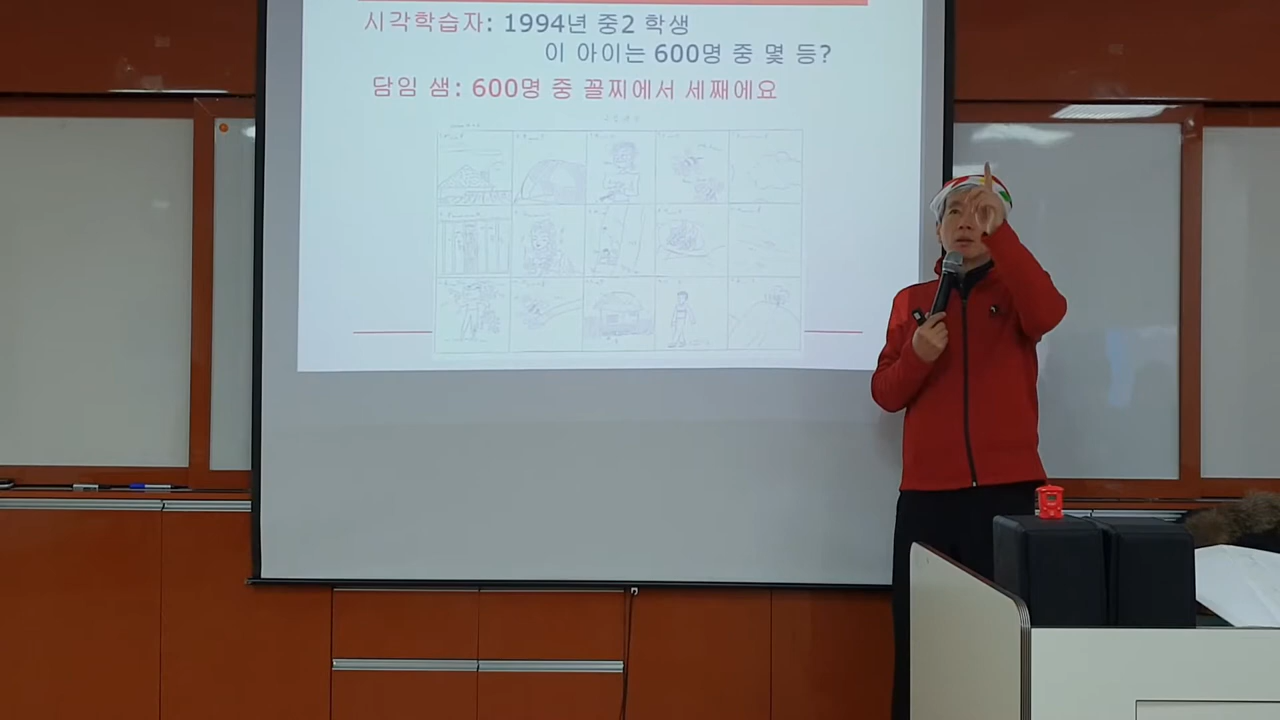 시각학습자: 1994년 중2 학생
이 아이는 600명 중 몇 등?
담임 샘: 600명 중 꼴찌에서 세째에요